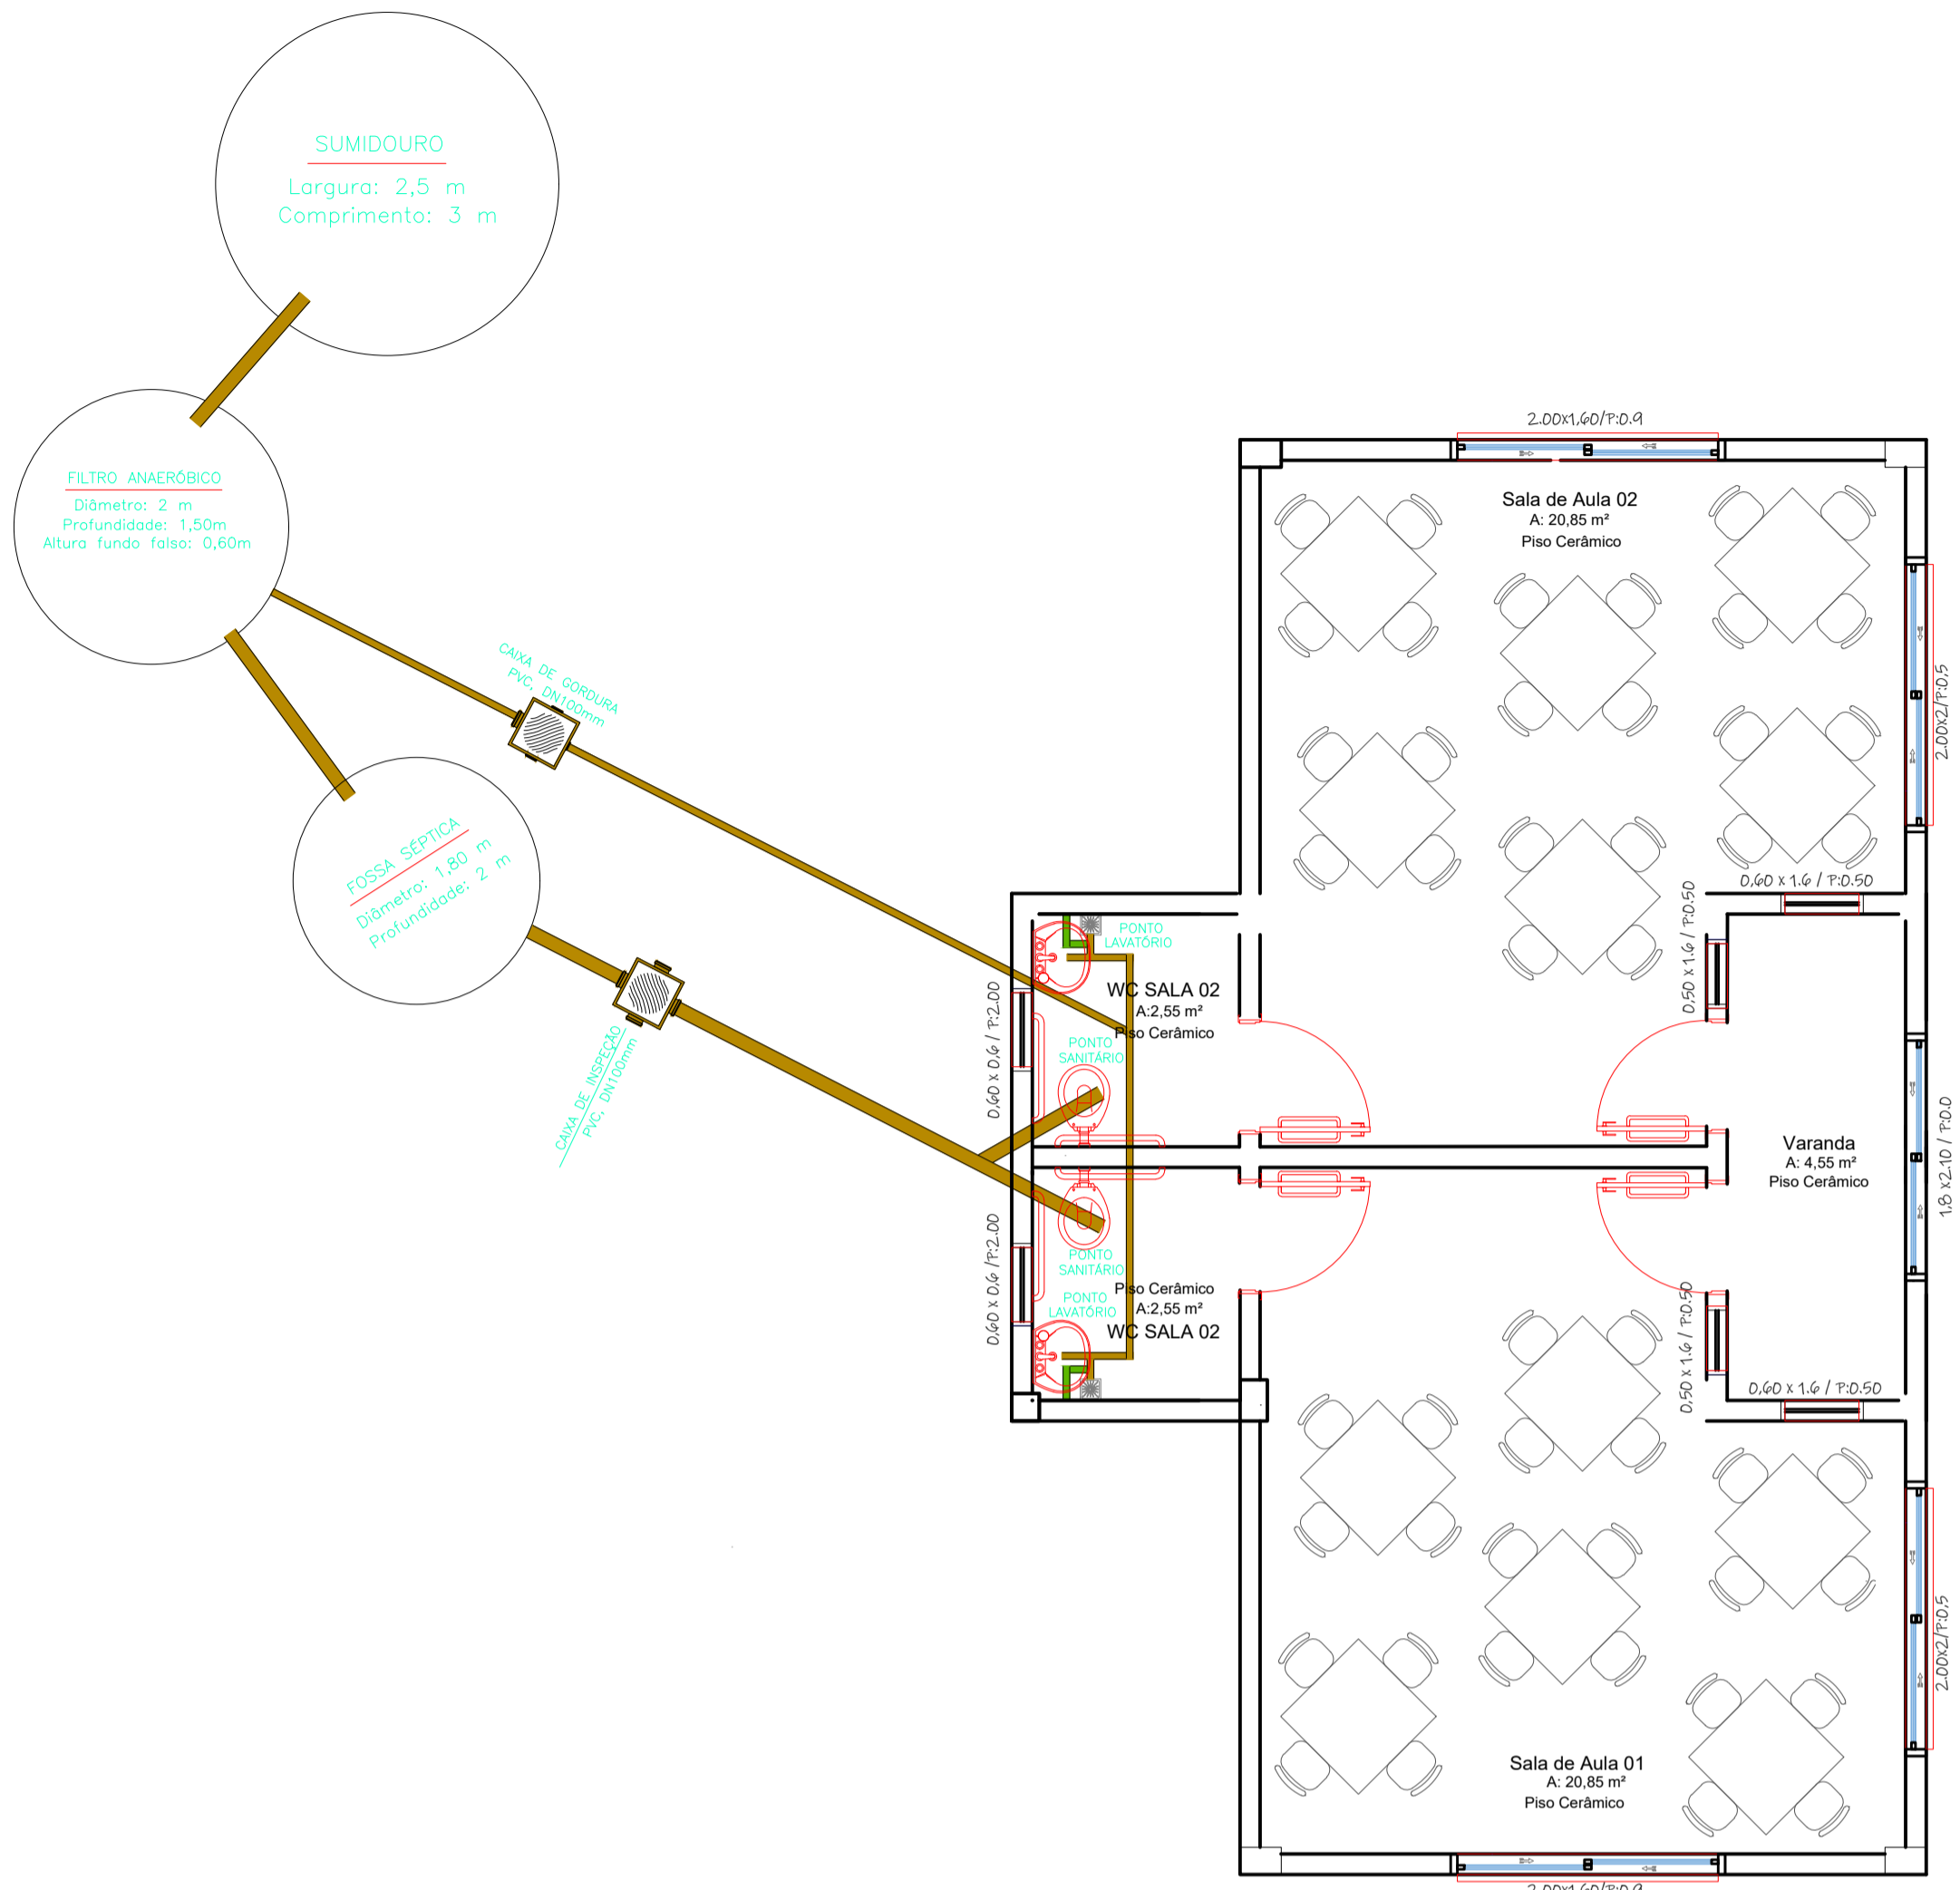 SUMIDOURO
Largura: 2,5 m
Comprimento: 3 m
FILTRO ANAERÓBICO
Diâmetro: 2 m
Profundidade: 1,50m
Altura fundo falso: 0,60m
CAIXA DE GORDURA
PVC, DN100mm
FOSSA SÉPTICA
Diâmetro: 1,80 m
Profundidade: 2 m
CAIXA DE INSPEÇÃO
PVC, DN100mm
2.00x1,60/P:0.9
Sala de Aula 02
A: 20,85 m²
Piso Cerâmico
2.00x2/P:0,5
0,60 x 1.6 / P:0.50
0,50 x 1.6 / P:0.50
PONTO
LAVATÓRIO
WC SALA 02
A:2,55 m²
Piso Cerâmico
0,60 x 0,6 / P:2.00
PONTO
SANITÁRIO
Varanda
A: 4,55 m²
Piso Cerâmico
1,8 x2.10 / P:0.0
0,60 x 0,6 /P:2.00
PONTO
SANITÁRIO
PONTO
LAVATÓRIO
Piso Cerâmico
A:2,55 m²
WC SALA 02
0,50 x 1.6 / P:0.50
0,60 x 1.6 / P:0.50
2.00x2/P:0,5
Sala de Aula 01
A: 20,85 m²
Piso Cerâmico
2.00x1,60/P:0.9